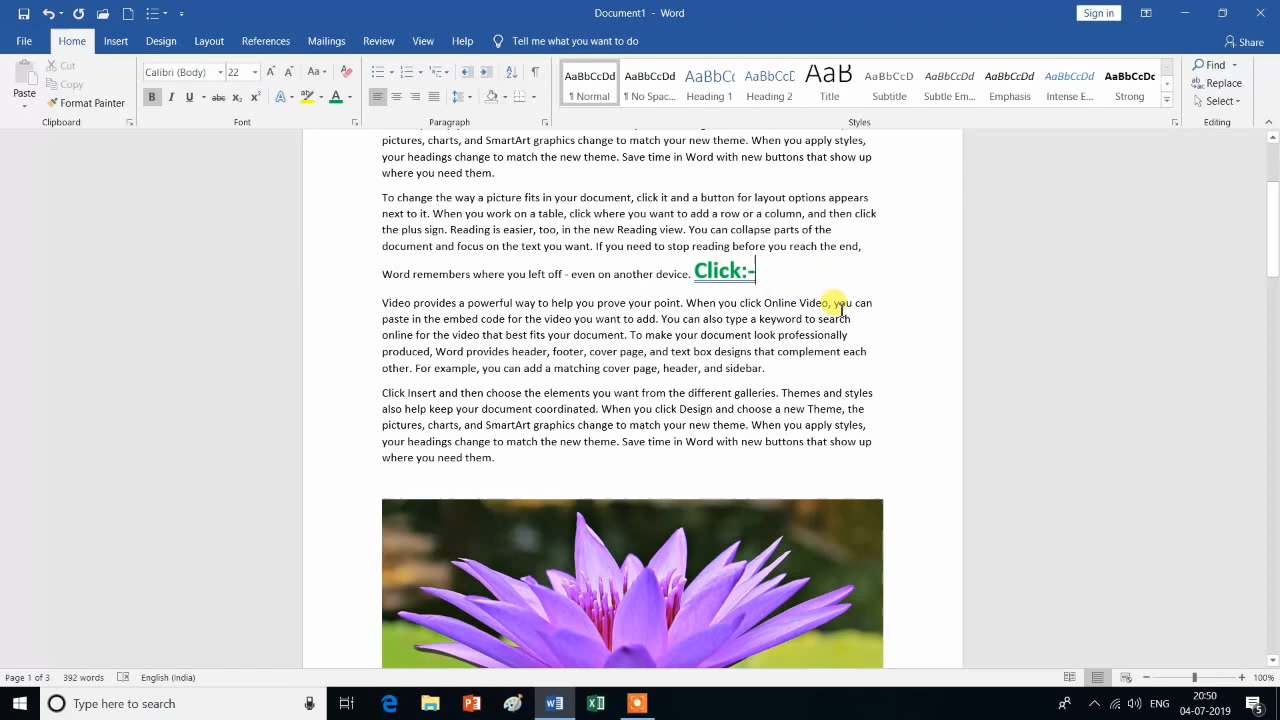 Document1 - Word
Sign in
File Home Insert Design Layout References Mailings Review View Help Tell me what you want to do Share
Paste
Cut
Copy
Format Painter
Clipboard
Calibri (Body) 22
Font
Paragraph
AaBbCcDd AaBbCcDd AaBbC AaBbCcD AaB AaBbCcD AaBbCcDd AaBbCcDd AaBbCcDd AaBbCcDc
¶ Normal ¶ No Spac... Heading 1 Heading 2 Title Subtitle Subtle Em... Emphasis Intense E... Strong
Styles
Find
Replace
Select
Editing
pictures, charts, and SmartArt graphics change to match your new theme. When you apply styles,
your headings change to match the new theme. Save time in Word with new buttons that show up
where you need them.
To change the way a picture fits in your document, click it and a button for layout options appears
next to it. When you work on a table, click where you want to add a row or a column, and then click
the plus sign. Reading is easier, too, in the new Reading view. You can collapse parts of the
document and focus on the text you want. If you need to stop reading before you reach the end,
Word remembers where you left off - even on another device. Click:-
Video provides a powerful way to help you prove your point. When you click Online Video, you can
paste in the embed code for the video you want to add. You can also type a keyword to search
online for the video that best fits your document. To make your document look professionally
produced, Word provides header, footer, cover page, and text box designs that complement each
other. For example, you can add a matching cover page, header, and sidebar.
Click Insert and then choose the elements you want from the different galleries. Themes and styles
also help keep your document coordinated. When you click Design and choose a new Theme, the
pictures, charts, and SmartArt graphics change to match your new theme. When you apply styles,
your headings change to match the new theme. Save time in Word with new buttons that show up
where you need them.
Page 1 of 3 392 words English (India) 100%
Type here to search
ENG
20:50
04-07-2019
5